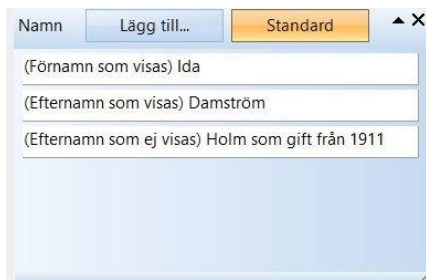 Namn Lägg till... Standard
(Förnamn som visas) Ida
(Efternamn som visas) Damström
(Efternamn som ej visas) Holm som gift från 1911